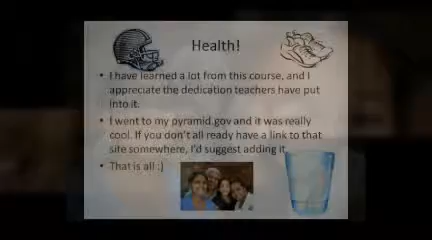 Health!
• I have learned a lot from this course, and I
appreciate the dedication teachers have put
into it.
• I went to my pyramid.gov and it was really
cool. If you don't all ready have a link to that
site somewhere, I'd suggest adding it.
• That is all :)